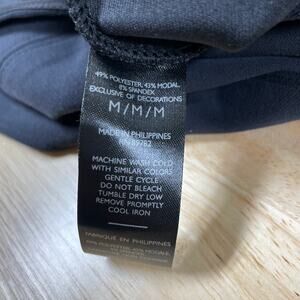 49% POLYESTER, 43% MODAL
8% SPANDEX
EXCLUSIVE OF DECORATIONS
M/M/M
MADE IN PHILIPPINES
MACHINE WASH COLD
WITH SIMILAR COLORS
GENTLE CYCLE
DO NOT BLEACH
TUMBLE DRY LOW
REMOVE PROMPTLY
COOL IRON
FABRIQUÉ EN PHILIPPINES